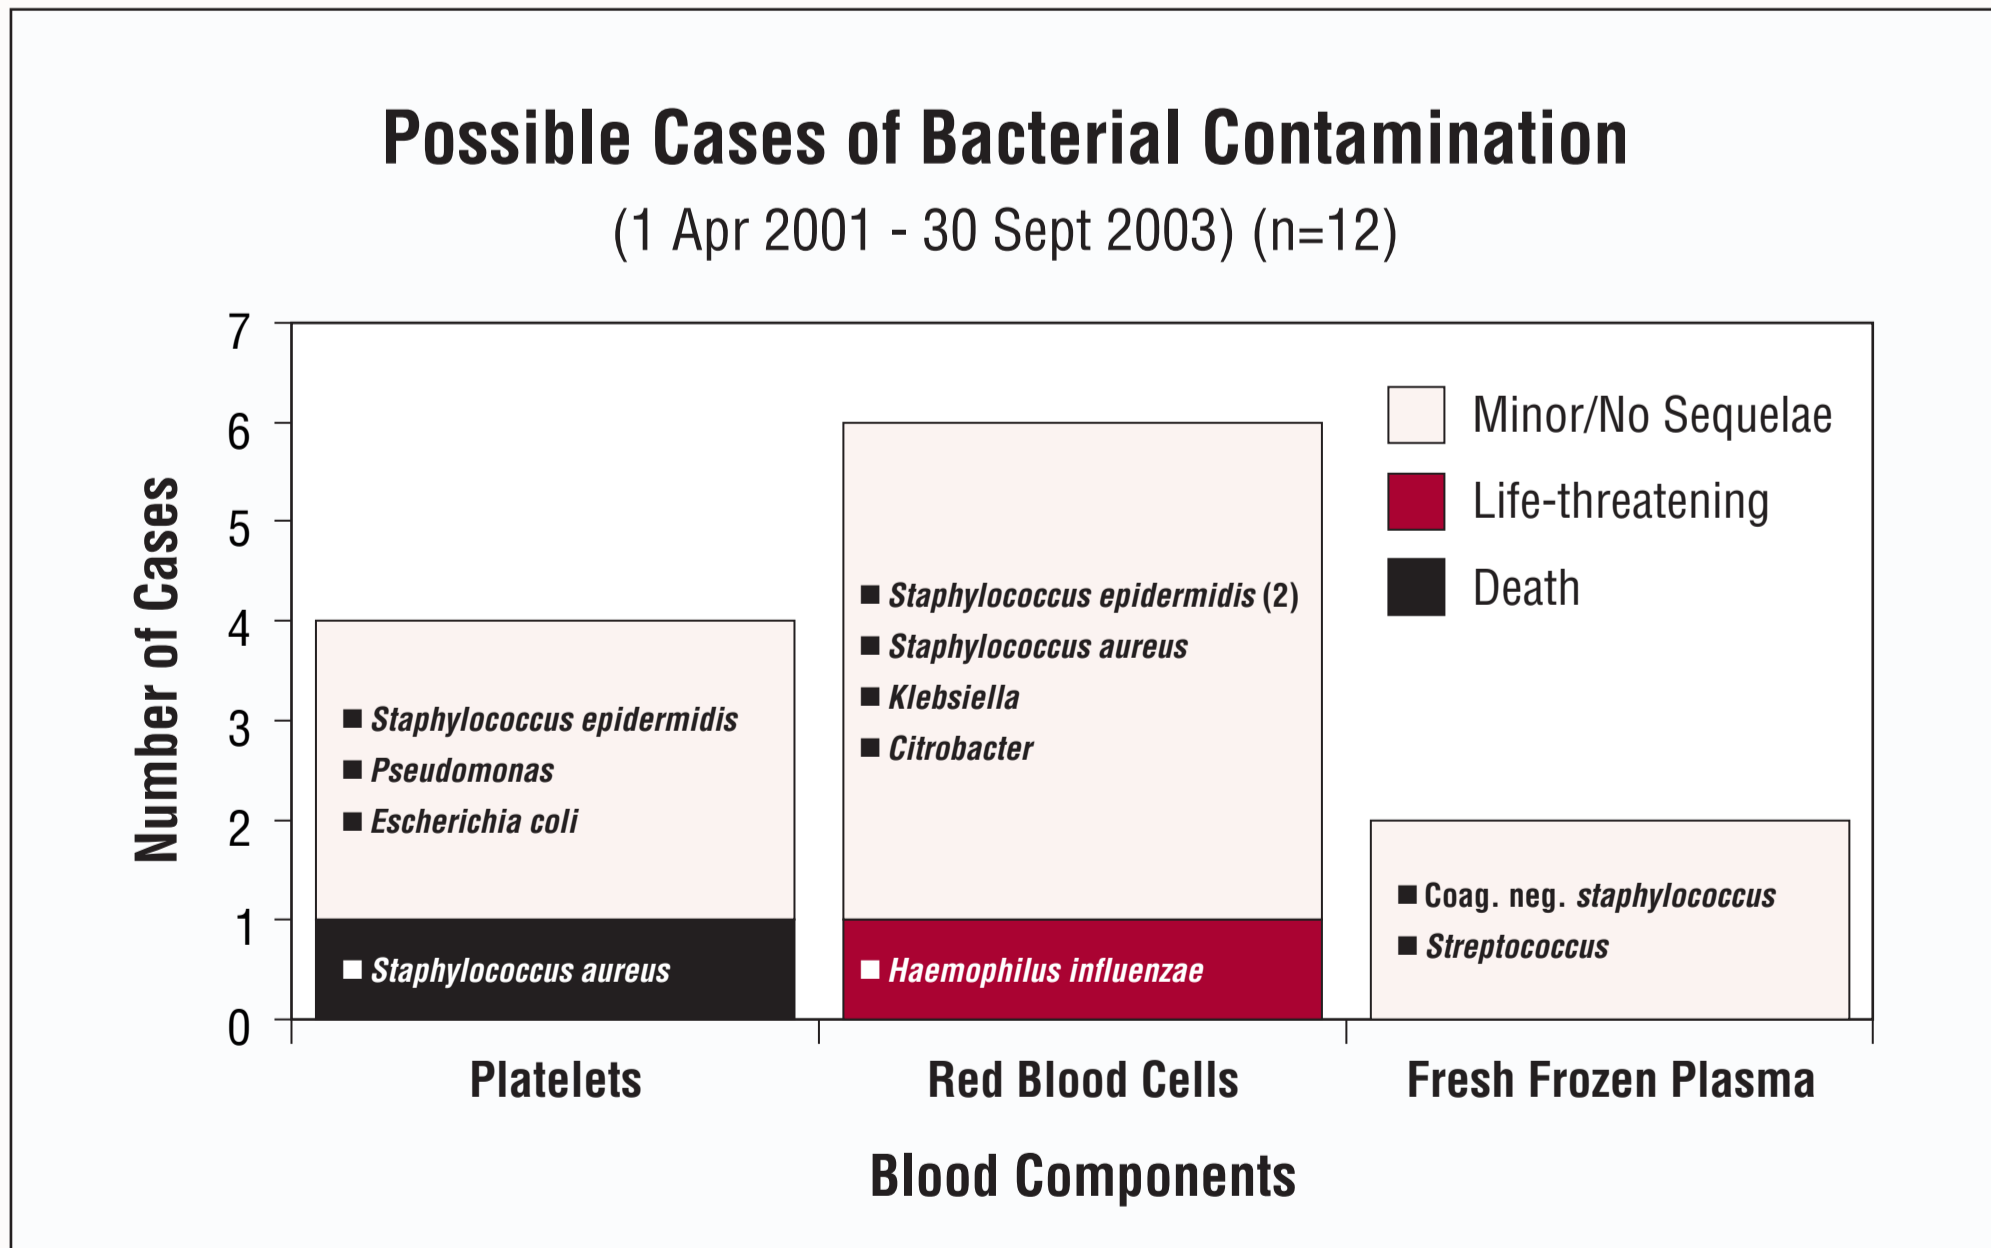 Possible Cases of Bacterial Contamination
(1 Apr 2001 - 30 Sept 2003) (n=12)
7
6
5
4
3
2
1
0
Number of Cases
Minor/No Sequelae
Life-threatening
Death
Staphylococcus epidermidis
Pseudomonas
Escherichia coli
Staphylococcus aureus
Staphylococcus epidermidis (2)
Staphylococcus aureus
Klebsiella
Citrobacter
Haemophilus influenzae
Coag. neg. staphylococcus
Streptococcus
Platelets
Red Blood Cells
Fresh Frozen Plasma
Blood Components